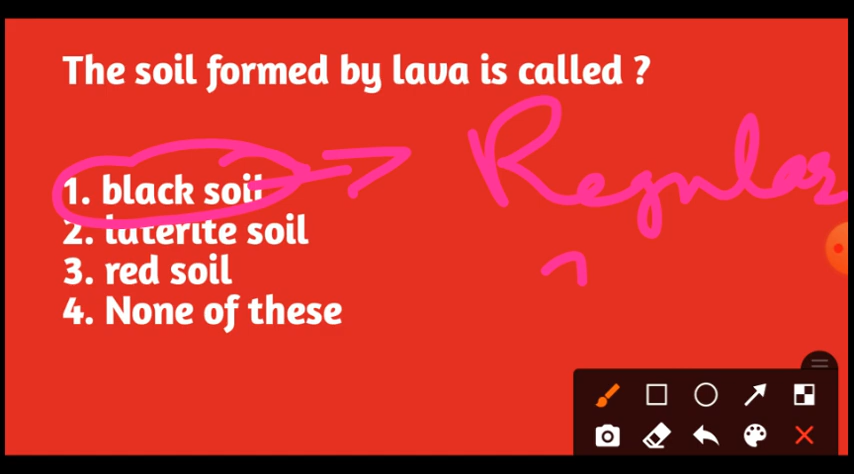 The soil formed by lava is called ?
1. black soil
Regular
2. laterite soil
3. red soil
4. None of these